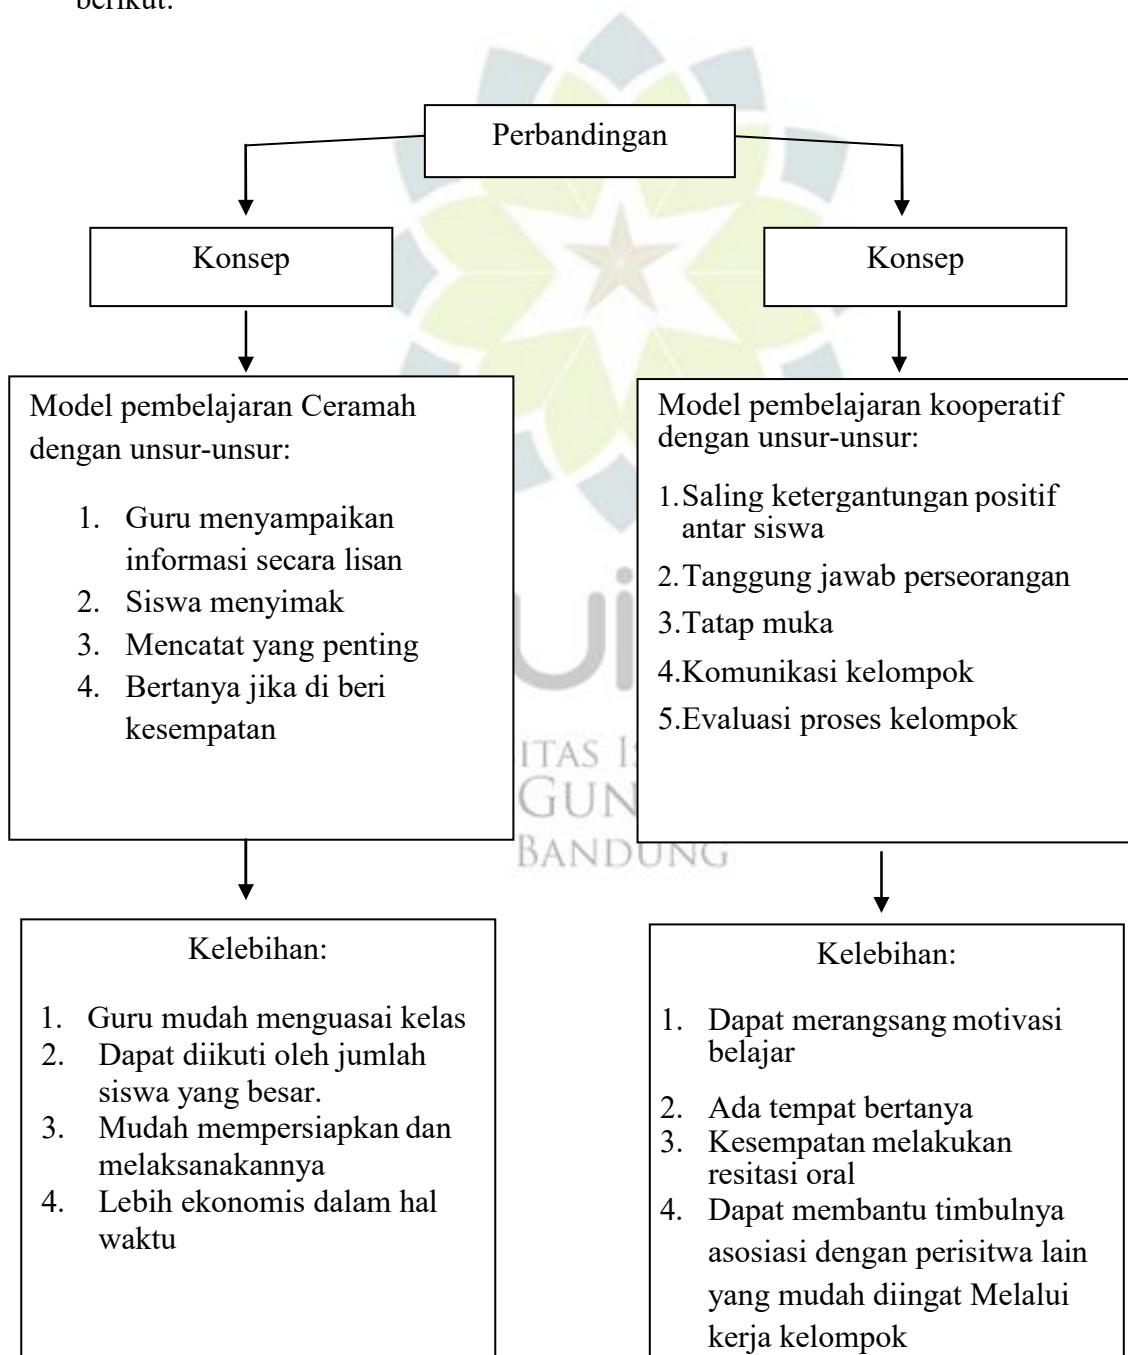 berikut:
Perbandingan
Konsep
Konsep
Model pembelajaran Ceramah
dengan unsur-unsur:
1. Guru menyampaikan
informasi secara lisan
2. Siswa menyimak
3. Mencatat yang penting
4. Bertanya jika di beri
kesempatan
Model pembelajaran kooperatif
dengan unsur-unsur:
1. Saling ketergantungan positif
antar siswa
2. Tanggung jawab perseorangan
3. Tatap muka
4. Komunikasi kelompok
5. Evaluasi proses kelompok
ui
ITAS I
GUN
BANDUNG
Kelebihan:
1. Guru mudah menguasai kelas
2. Dapat diikuti oleh jumlah
siswa yang besar.
3. Mudah mempersiapkan dan
melaksanakannya
4. Lebih ekonomis dalam hal
waktu
Kelebihan:
1. Dapat merangsang motivasi
belajar
2. Ada tempat bertanya
3. Kesempatan melakukan
resitasi oral
4. Dapat membantu timbulnya
asosiasi dengan perisitwa lain
yang mudah diingat Melalui
kerja kelompok